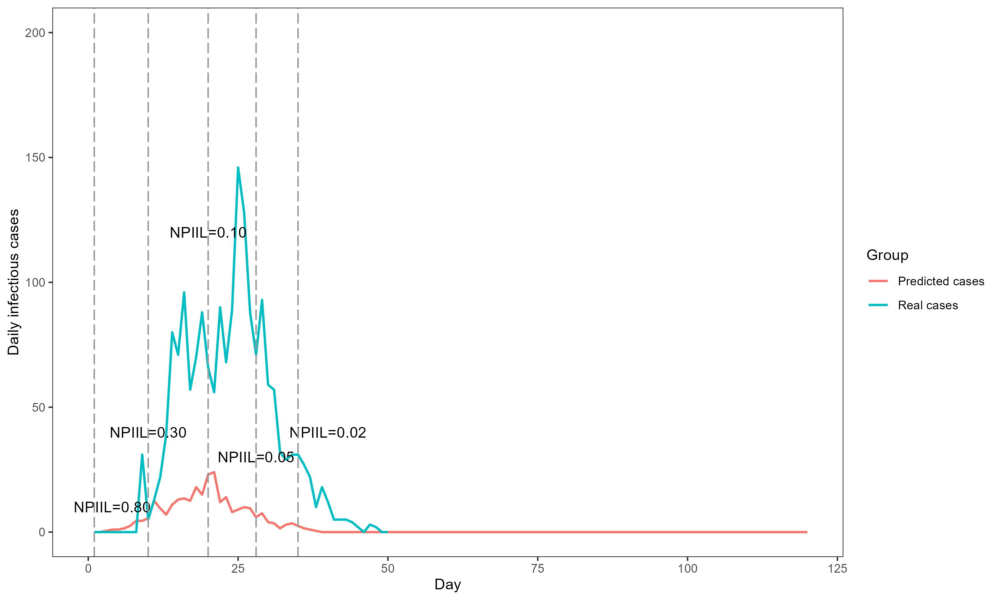 200
150
100
50
0
Daily infectious cases
NPIIL=0.10
NPIIL=0.30
NPIIL=0.02
NPIIL=0.05
NPIIL=0.80
0
25
50
75
100
125
Day
Group
Predicted cases
Real cases